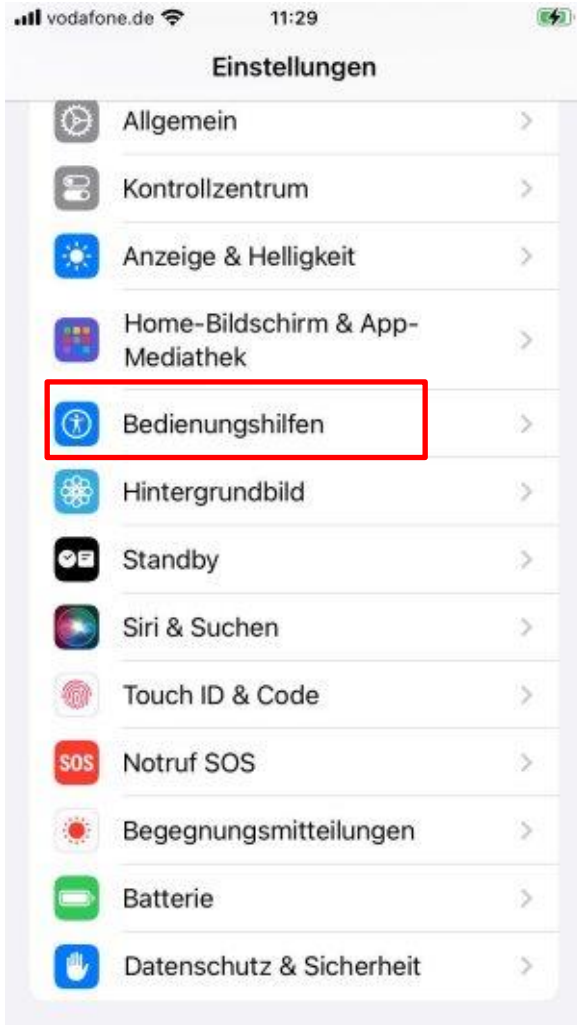 vodafone.de 11:29
Einstellungen
Allgemein
Kontrollzentrum
Anzeige & Helligkeit
Home-Bildschirm & App-
Mediathek
Bedienungshilfen
Hintergrundbild
Standby
Siri & Suchen
Touch ID & Code
SOS Notruf SOS
Begegnungsmitteilungen
Batterie
Datenschutz & Sicherheit